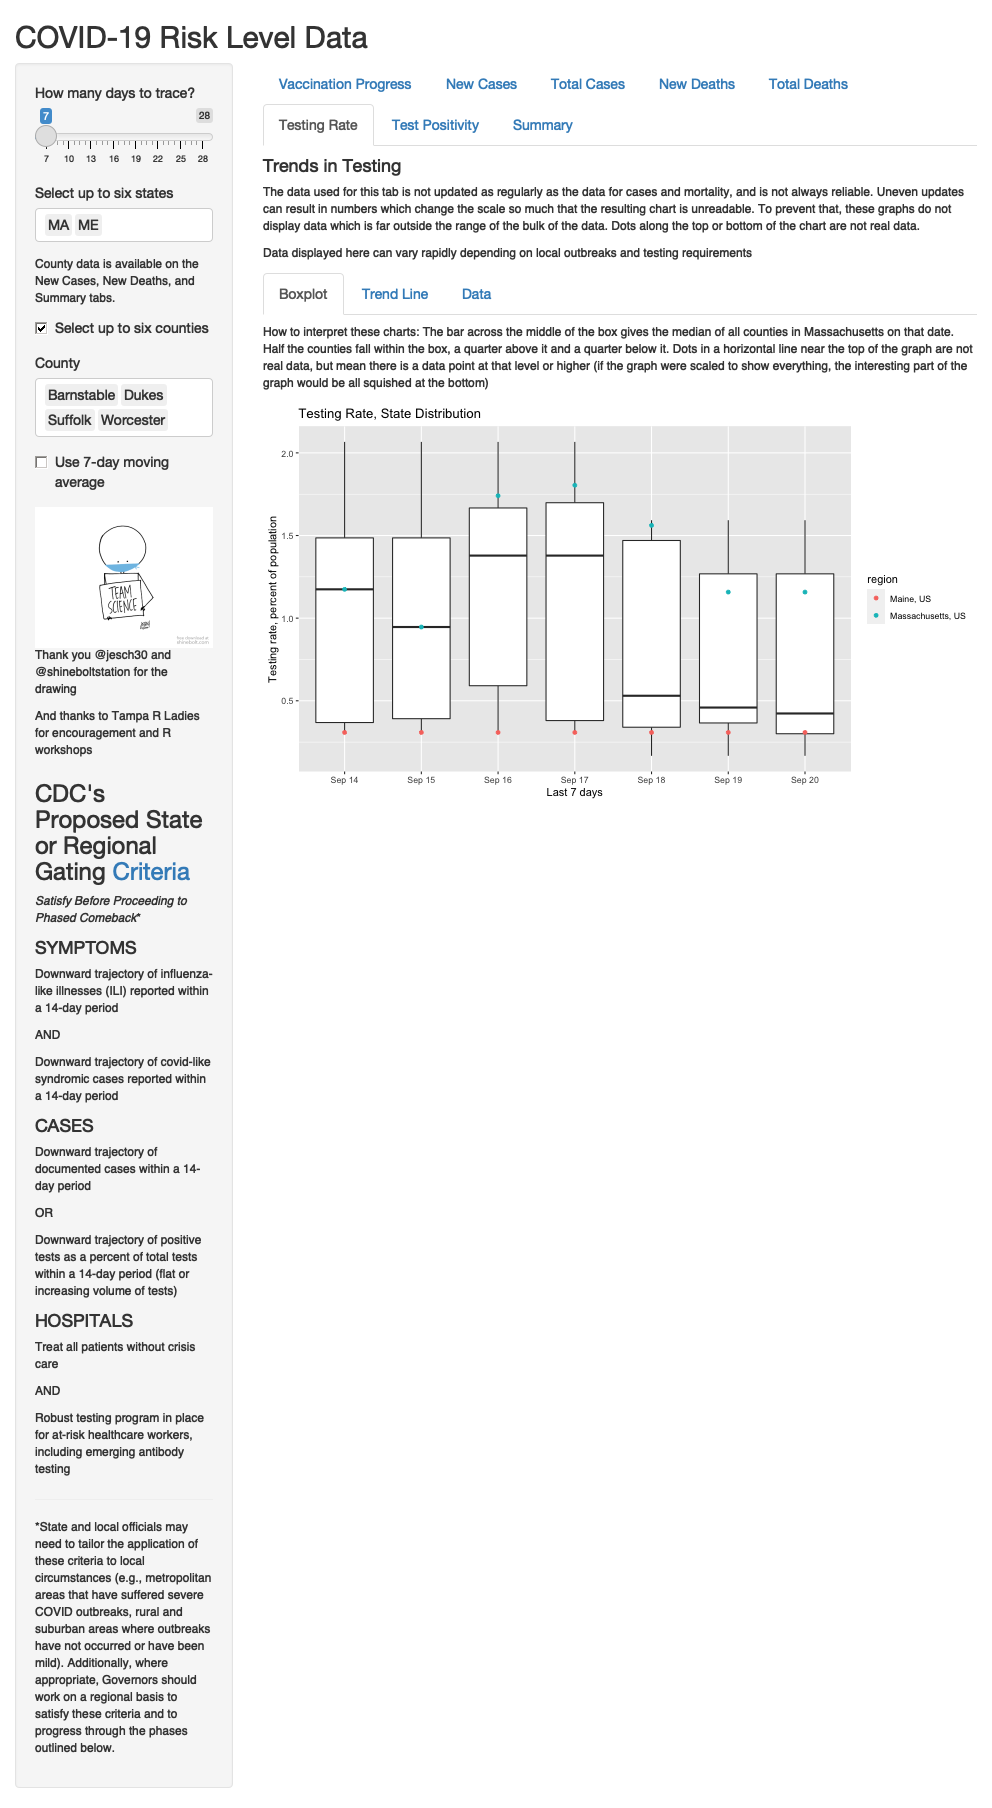 COVID-19 Risk Level Data
How many days to trace?
7
28
7 10 13 16 19 22 25 28
Select up to six states
MA ME
County data is available on the
New Cases, New Deaths, and
Summary tabs.
Select up to six counties
County
Barnstable Dukes
Suffolk Worcester
Use 7-day moving
average
TEAM
SCIENCE
Thank you @jesch30 and
@shineboltstation for the
drawing
And thanks to Tampa R Ladies
for encouragement and R
workshops
CDC's
Proposed State
or Regional
Gating Criteria
Satisfy Before Proceeding to
Phased Comeback*
SYMPTOMS
Downward trajectory of influenza-
like illnesses (ILI) reported within
a 14-day period
AND
Downward trajectory of covid-like
syndromic cases reported within
a 14-day period
CASES
Downward trajectory of
documented cases within a 14-
day period
OR
Downward trajectory of positive
tests as a percent of total tests
within a 14-day period (flat or
increasing volume of tests)
HOSPITALS
Treat all patients without crisis
care
AND
Robust testing program in place
for at-risk healthcare workers,
including emerging antibody
testing
*State and local officials may
need to tailor the application of
these criteria to local
circumstances (e.g., metropolitan
areas that have suffered severe
COVID outbreaks, rural and
suburban areas where outbreaks
have not occurred or have been
mild). Additionally, where
appropriate, Governors should
work on a regional basis to
satisfy these criteria and to
progress through the phases
outlined below.
Vaccination Progress New Cases Total Cases New Deaths Total Deaths
Testing Rate Test Positivity Summary
Trends in Testing
The data used for this tab is not updated as regularly as the data for cases and mortality, and is not always reliable. Uneven updates
can result in numbers which change the scale so much that the resulting chart is unreadable. To prevent that, these graphs do not
display data which is far outside the range of the bulk of the data. Dots along the top or bottom of the chart are not real data.
Data displayed here can vary rapidly depending on local outbreaks and testing requirements
Boxplot Trend Line Data
How to interpret these charts: The bar across the middle of the box gives the median of all counties in Massachusetts on that date.
Half the counties fall within the box, a quarter above it and a quarter below it. Dots in a horizontal line near the top of the graph are not
real data, but mean there is a data point at that level or higher (if the graph were scaled to show everything, the interesting part of the
graph would be all squished at the bottom)
Testing Rate, State Distribution
Testing rate, percent of population
2.0
1.5
1.0
0.5
Sep 14 Sep 15 Sep 16 Sep 17 Sep 18 Sep 19 Sep 20
Last 7 days
region
Maine, US
Massachusetts, US